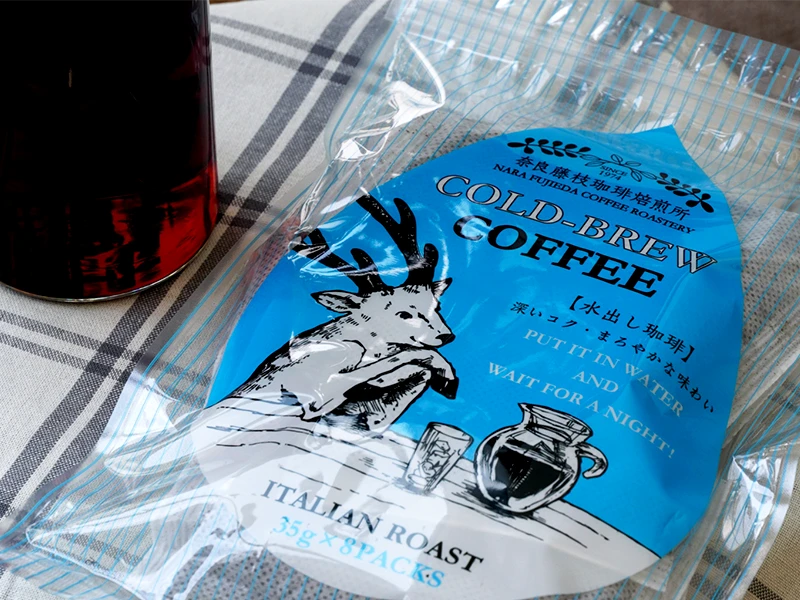 SINCE
1974
奈良藤枝珈琲焙煎所
NARA FUJIEDA COFFEE ROASTERY
COLD-BREW
COFFEE
【水出し珈琲】
深いコク・まろやかな味わい
PUT IT IN WATER
AND
WAIT FOR A NIGHT!
ITALIAN ROAST
35g×8PACKS